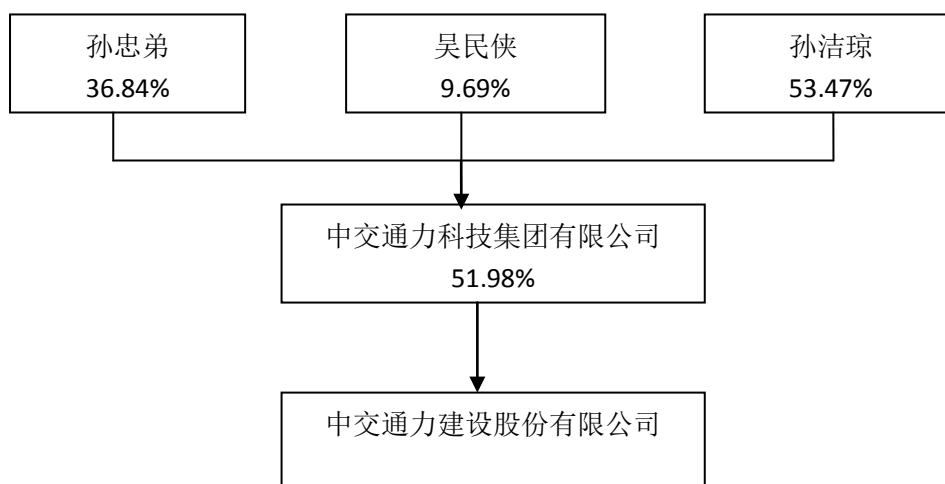 孙忠弟
36.84%
吴民侠
9.69%
孙洁琼
53.47%
中交通力科技集团有限公司
51.98%
中交通力建设股份有限公司